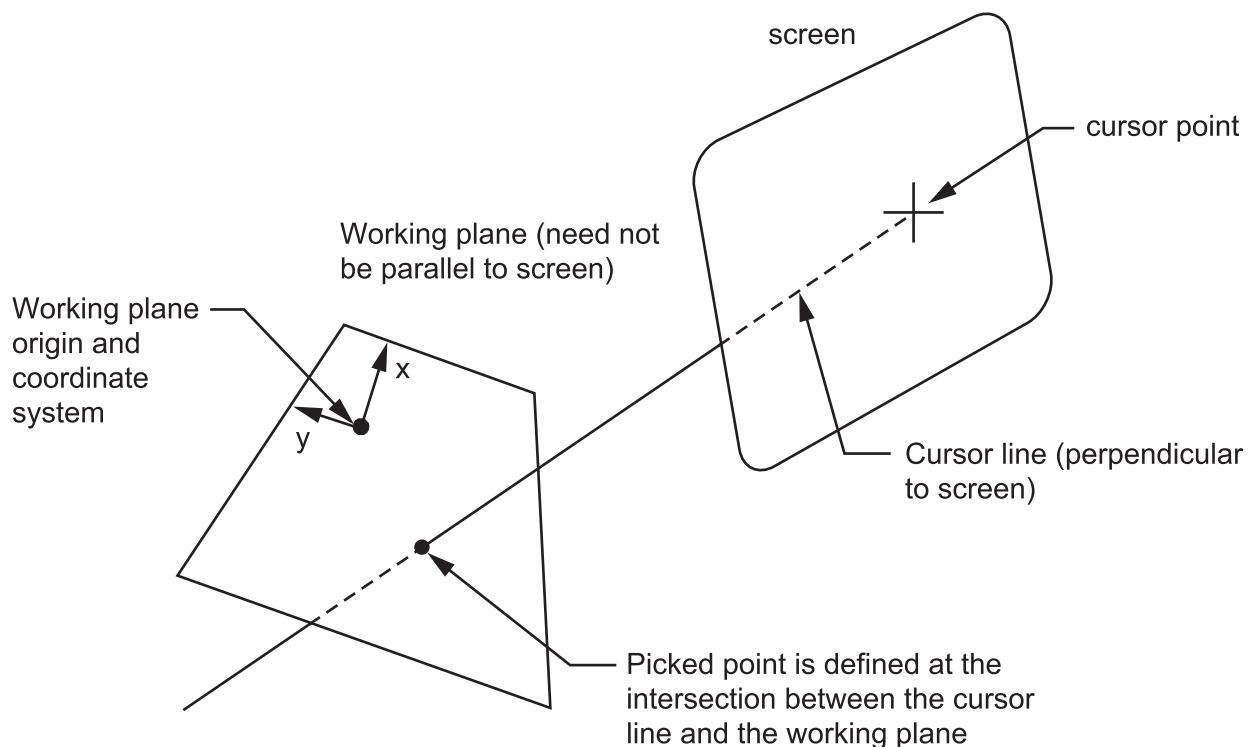 screen
cursor point
Working plane (need not
be parallel to screen)
Working plane
origin and
coordinate
system
x
y
Cursor line (perpendicular
to screen)
Picked point is defined at the
intersection between the cursor
line and the working plane